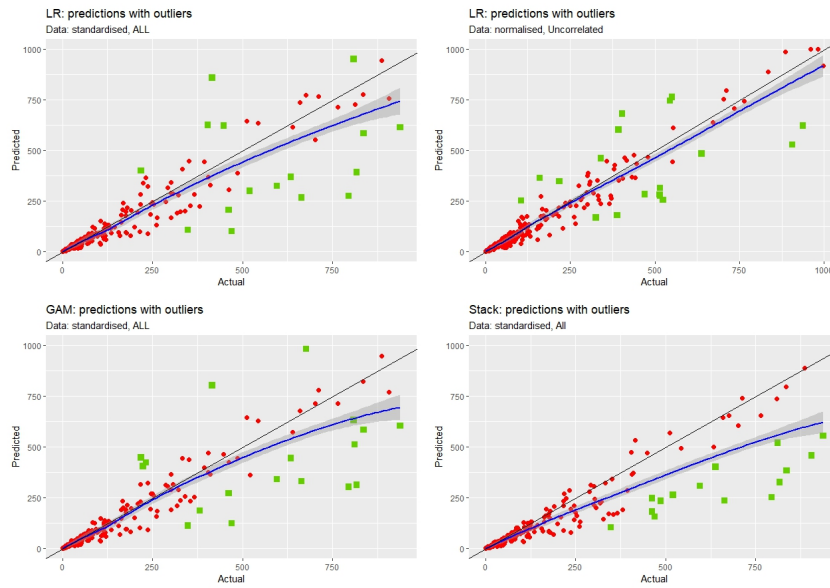 LR: predictions with outliers
Data: standardised, ALL
1000
750
500
250
0
Predicted
0
250
500
750
Actual
LR: predictions with outliers
Data: normalised, Uncorrelated
1000
750
500
250
0
Predicted
0
250
500
750
1000
Actual
GAM: predictions with outliers
Data: standardised, ALL
1000
750
500
250
0
Predicted
0
250
500
750
Actual
Stack: predictions with outliers
Data: standardised, All
1000
750
500
250
0
Predicted
0
250
500
750
Actual